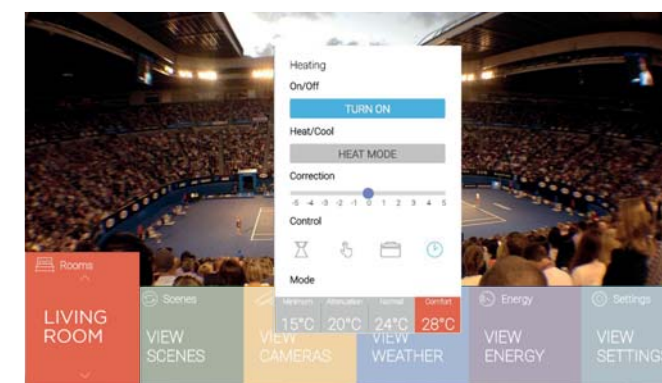 Heating
On/Off
TURN ON
Heat/Cool
HEAT MODE
Correction
-5 -4 -3 -2 -1 0 1 2 3 4 5
Control
Mode
Minimum Attenuation Normal Comfort
15°C 20°C 24°C 28°C
Rooms
LIVING
ROOM
Scenes
VIEW
SCENES
VIEW
CAMERAS
VIEW
WEATHER
Energy
VIEW
ENERGY
Settings
VIEW
SETTING